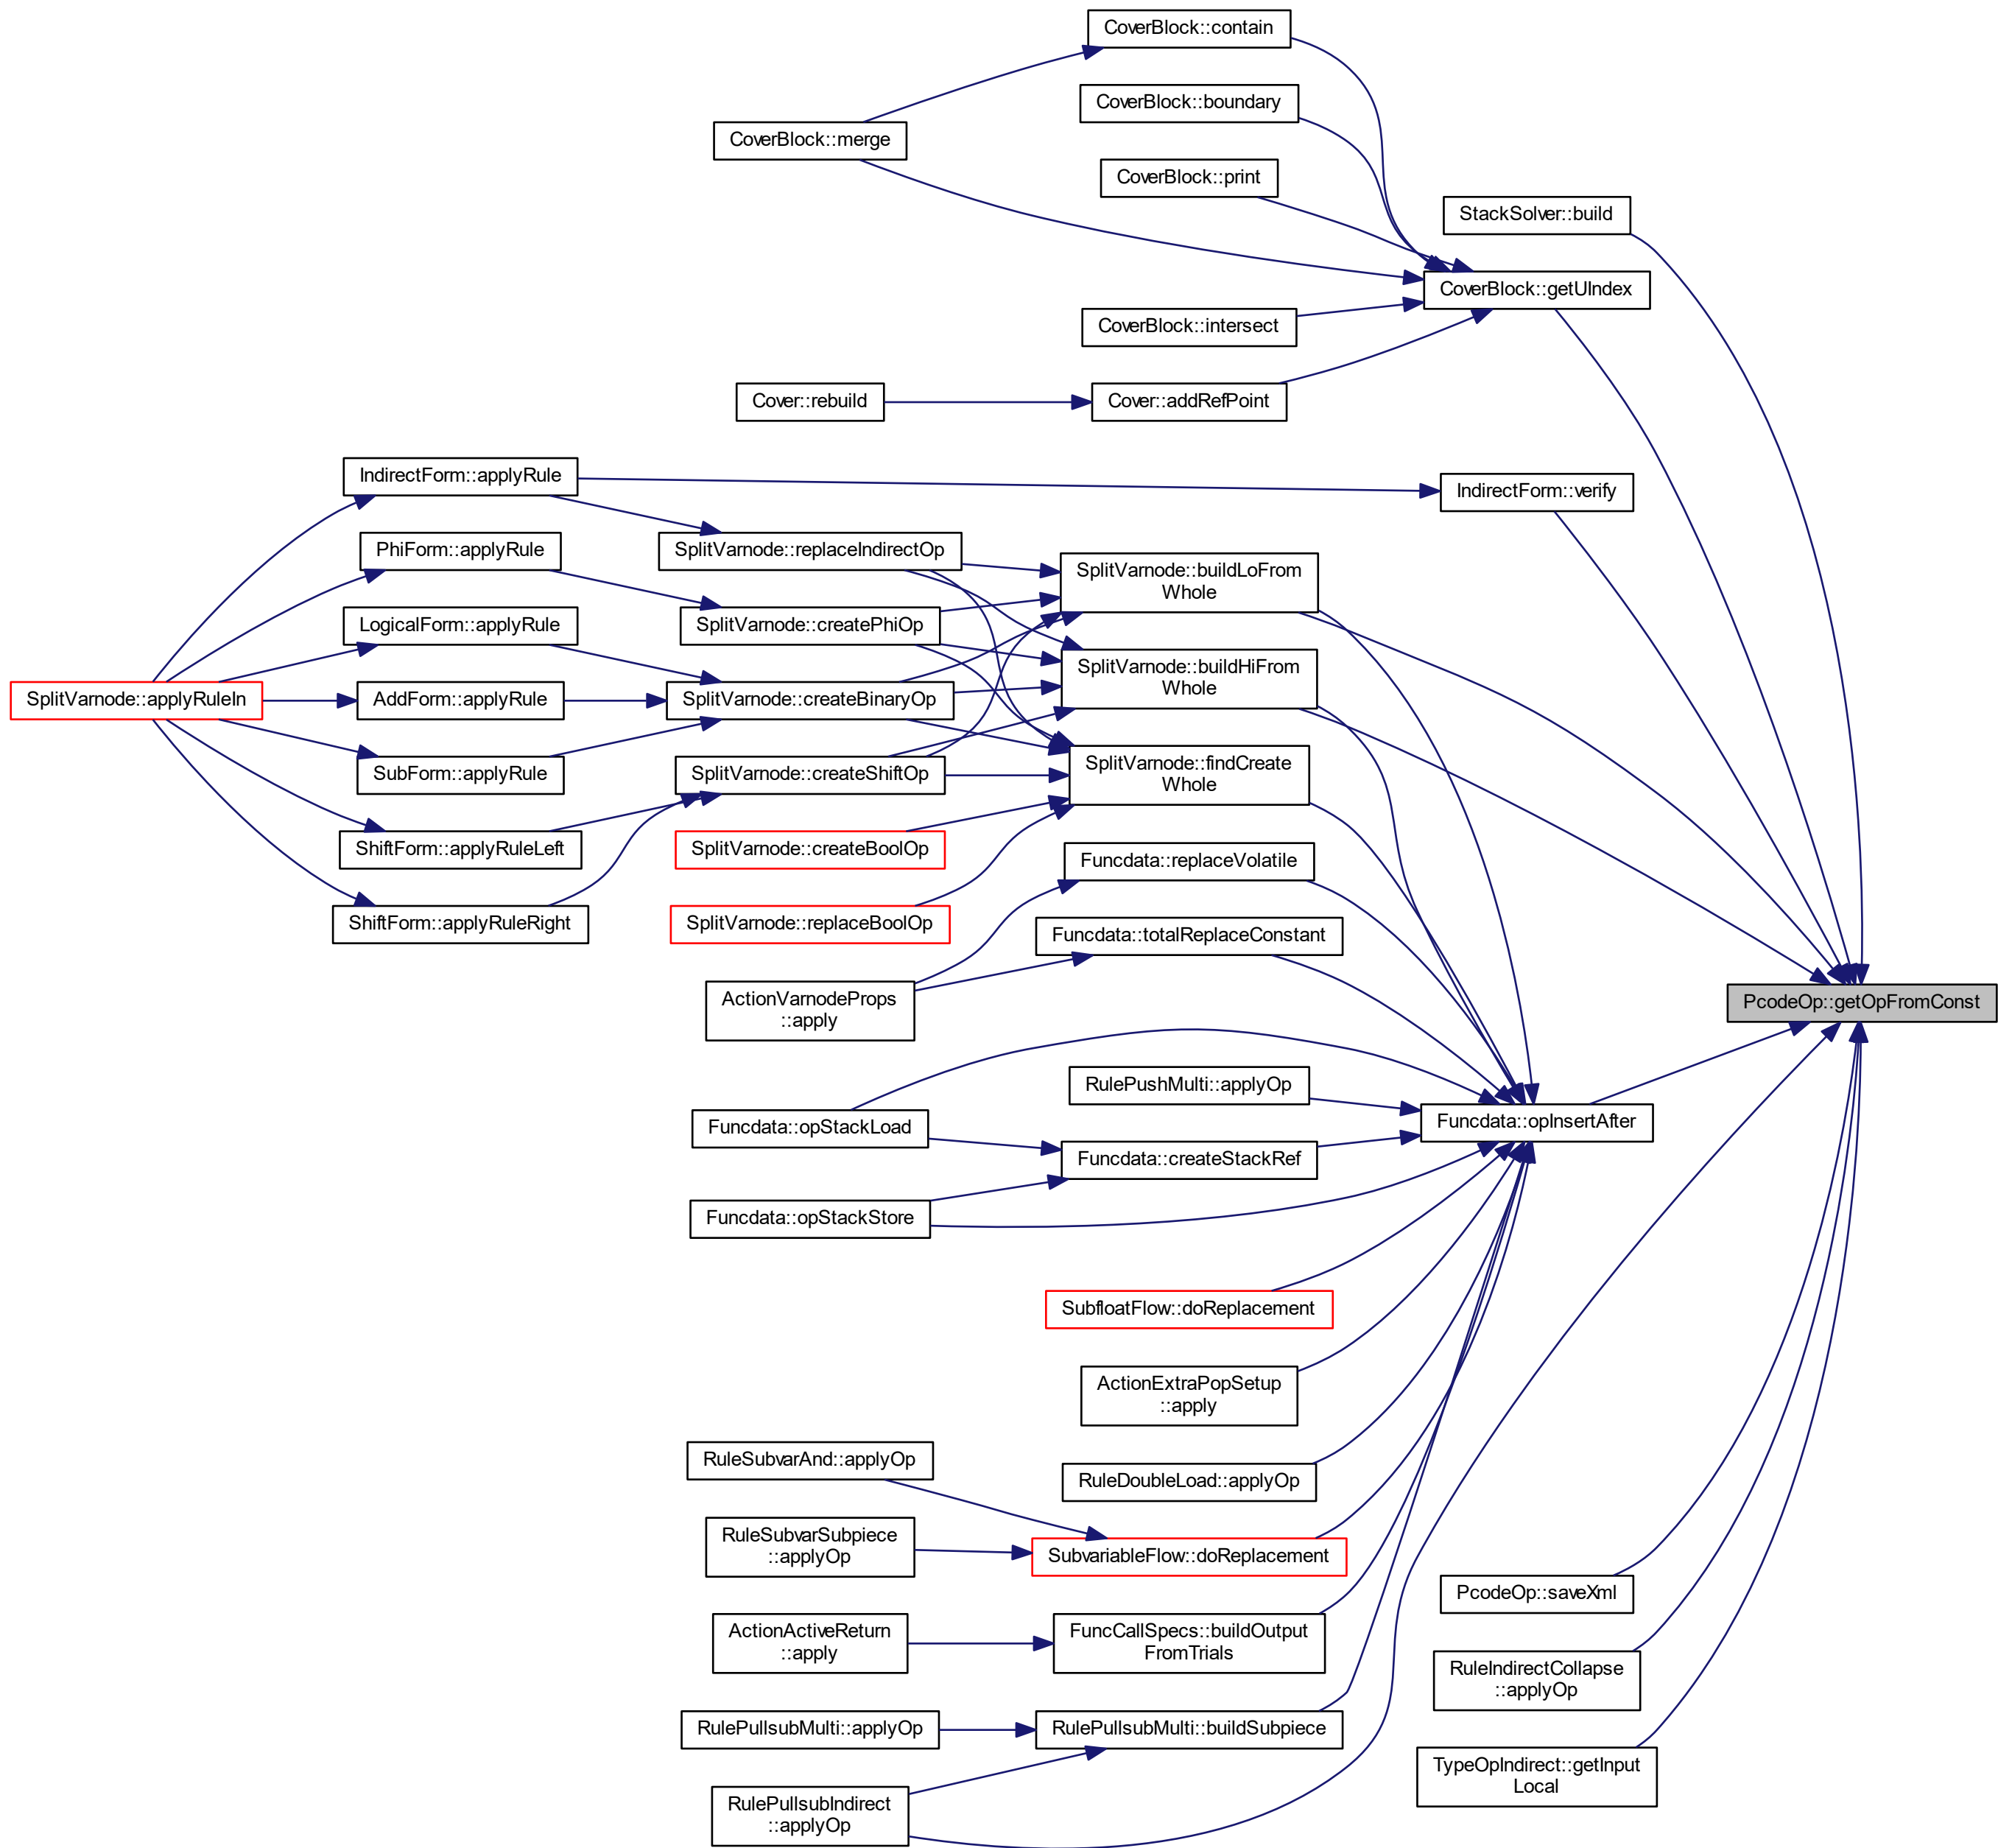 CoverBlock::contain
CoverBlock::boundary
CoverBlock::merge
CoverBlock::print
StackSolver::build
CoverBlock::getUIndex
CoverBlock::intersect
Cover::rebuild
Cover::addRefPoint
IndirectForm::applyRule
IndirectForm::verify
PhiForm::applyRule
SplitVarnode::replaceIndirectOp
SplitVarnode::buildLoFrom
Whole
LogicalForm::applyRule
SplitVarnode::createPhiOp
SplitVarnode::buildHiFrom
Whole
SplitVarnode::applyRuleIn
AddForm::applyRule
SplitVarnode::createBinaryOp
SubForm::applyRule
SplitVarnode::createShiftOp
SplitVarnode::findCreate
Whole
ShiftForm::applyRuleLeft
SplitVarnode::createBoolOp
Funcdata::replaceVolatile
ShiftForm::applyRuleRight
SplitVarnode::replaceBoolOp
Funcdata::totalReplaceConstant
ActionVarnodeProps
::apply
PcodeOp::getOpFromConst
RulePushMulti::applyOp
Funcdata::opStackLoad
Funcdata::opInsertAfter
Funcdata::createStackRef
Funcdata::opStackStore
SubfloatFlow::doReplacement
ActionExtraPopSetup
::apply
RuleSubvarAnd::applyOp
RuleDoubleLoad::applyOp
RuleSubvarSubpiece
::applyOp
SubvariableFlow::doReplacement
PcodeOp::saveXml
ActionActiveReturn
::apply
FuncCallSpecs::buildOutput
FromTrials
RuleIndirectCollapse
::applyOp
RulePullsubMulti::applyOp
RulePullsubMulti::buildSubpiece
TypeOpIndirect::getInput
Local
RulePullsubIndirect
::applyOp